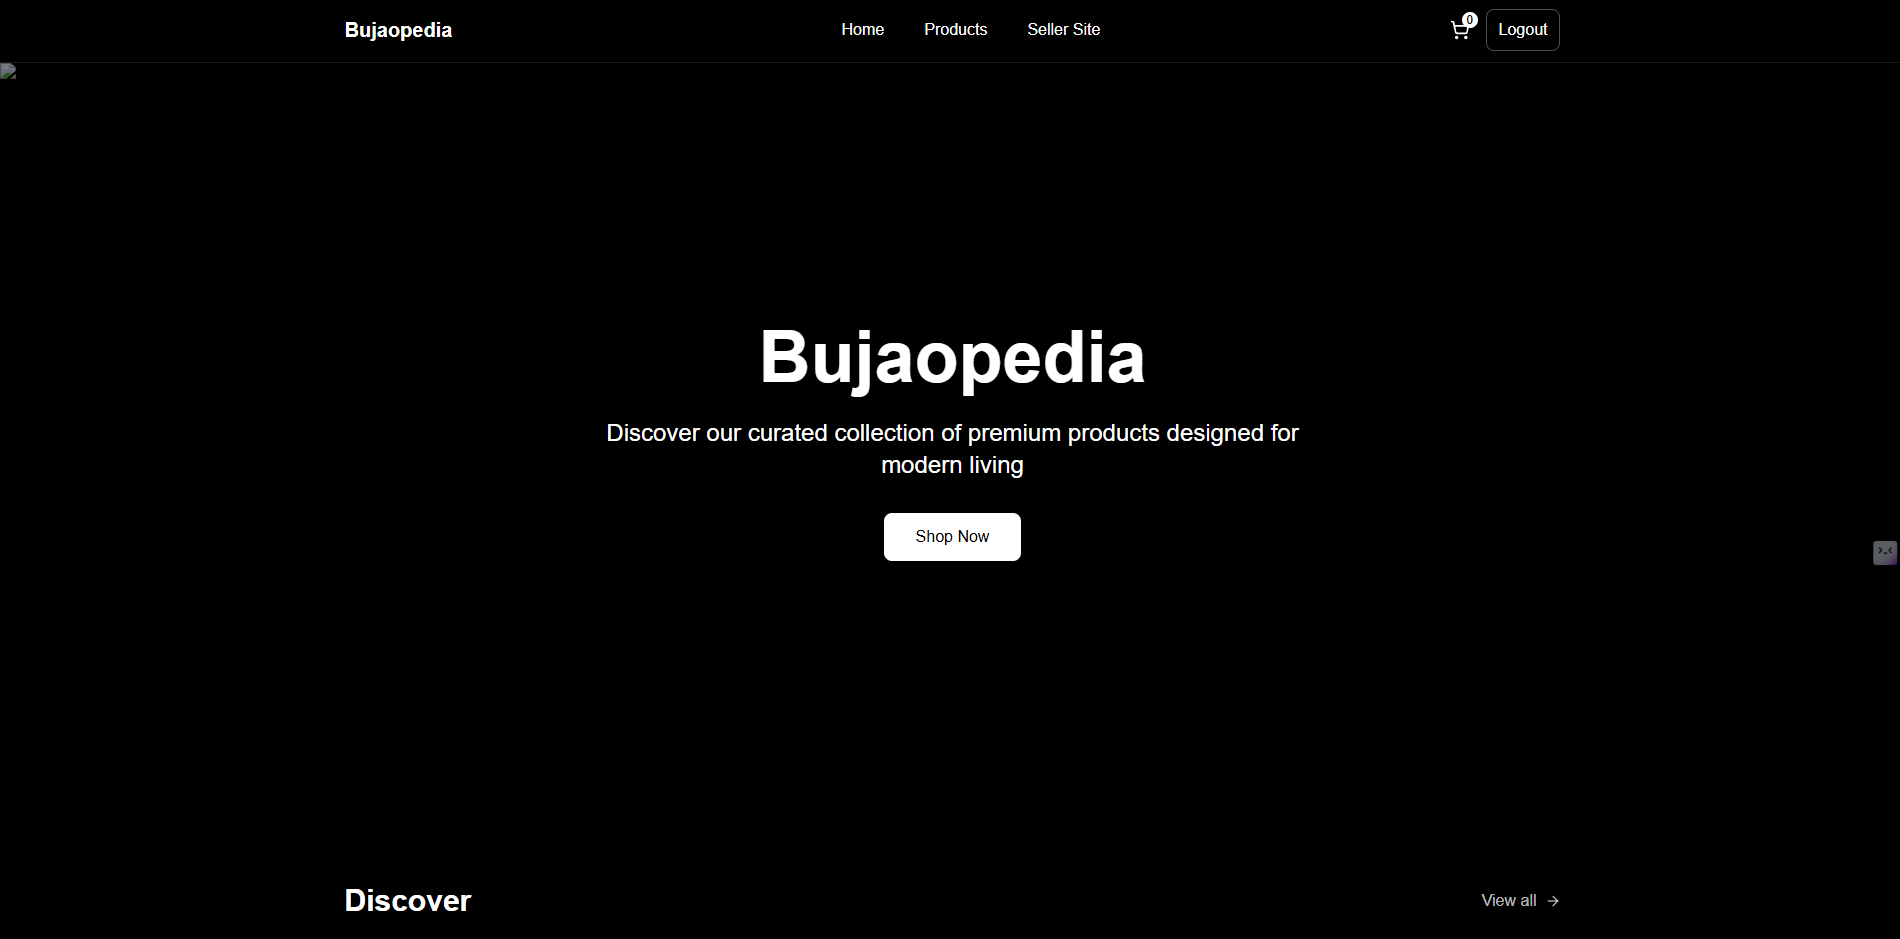 Bujaopedia
Home
Products
Seller Site
0
Logout
Bujaopedia
Discover our curated collection of premium products designed for
modern living
Shop Now
Discover
View all